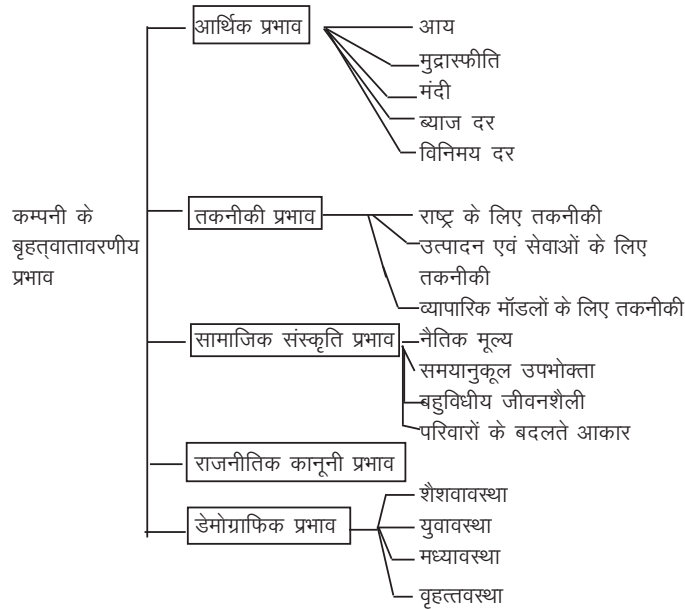 कम्पनी के
बृहत्वातावरणीय
प्रभाव
आर्थिक प्रभाव
आय
मुद्रास्फीति
मंदी
ब्याज दर
विनिमय दर
तकनीकी प्रभाव
राष्ट्र के लिए तकनीकी
उत्पादन एवं सेवाओं के लिए
तकनीकी
व्यापारिक मॉडलों के लिए तकनीकी
सामाजिक संस्कृति प्रभाव
नैतिक मूल्य
समयानुकूल उपभोक्ता
बहुविधीय जीवनशैली
परिवारों के बदलते आकार
राजनीतिक कानूनी प्रभाव
डेमोग्राफिक प्रभाव
शैशवावस्था
युवावस्था
मध्यावस्था
वृहत्तवस्था